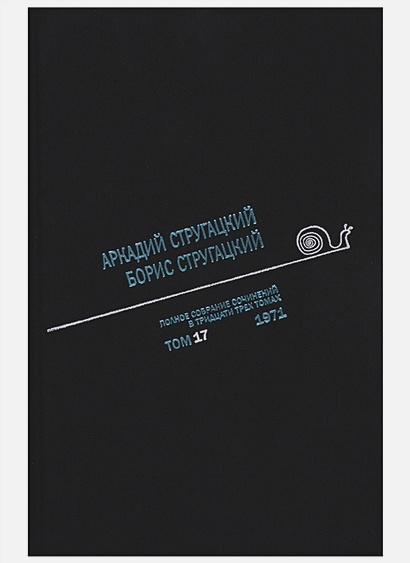 АРКАДИЙ СТРУГАЦКИЙ
БОРИС СТРУГАЦКИЙ
ПОЛНОЕ СОБРАНИЕ СОЧИНЕНИЙ
В ТРИДЦАТИ ТРЕХ ТОМАХ
ТОМ 17
1971